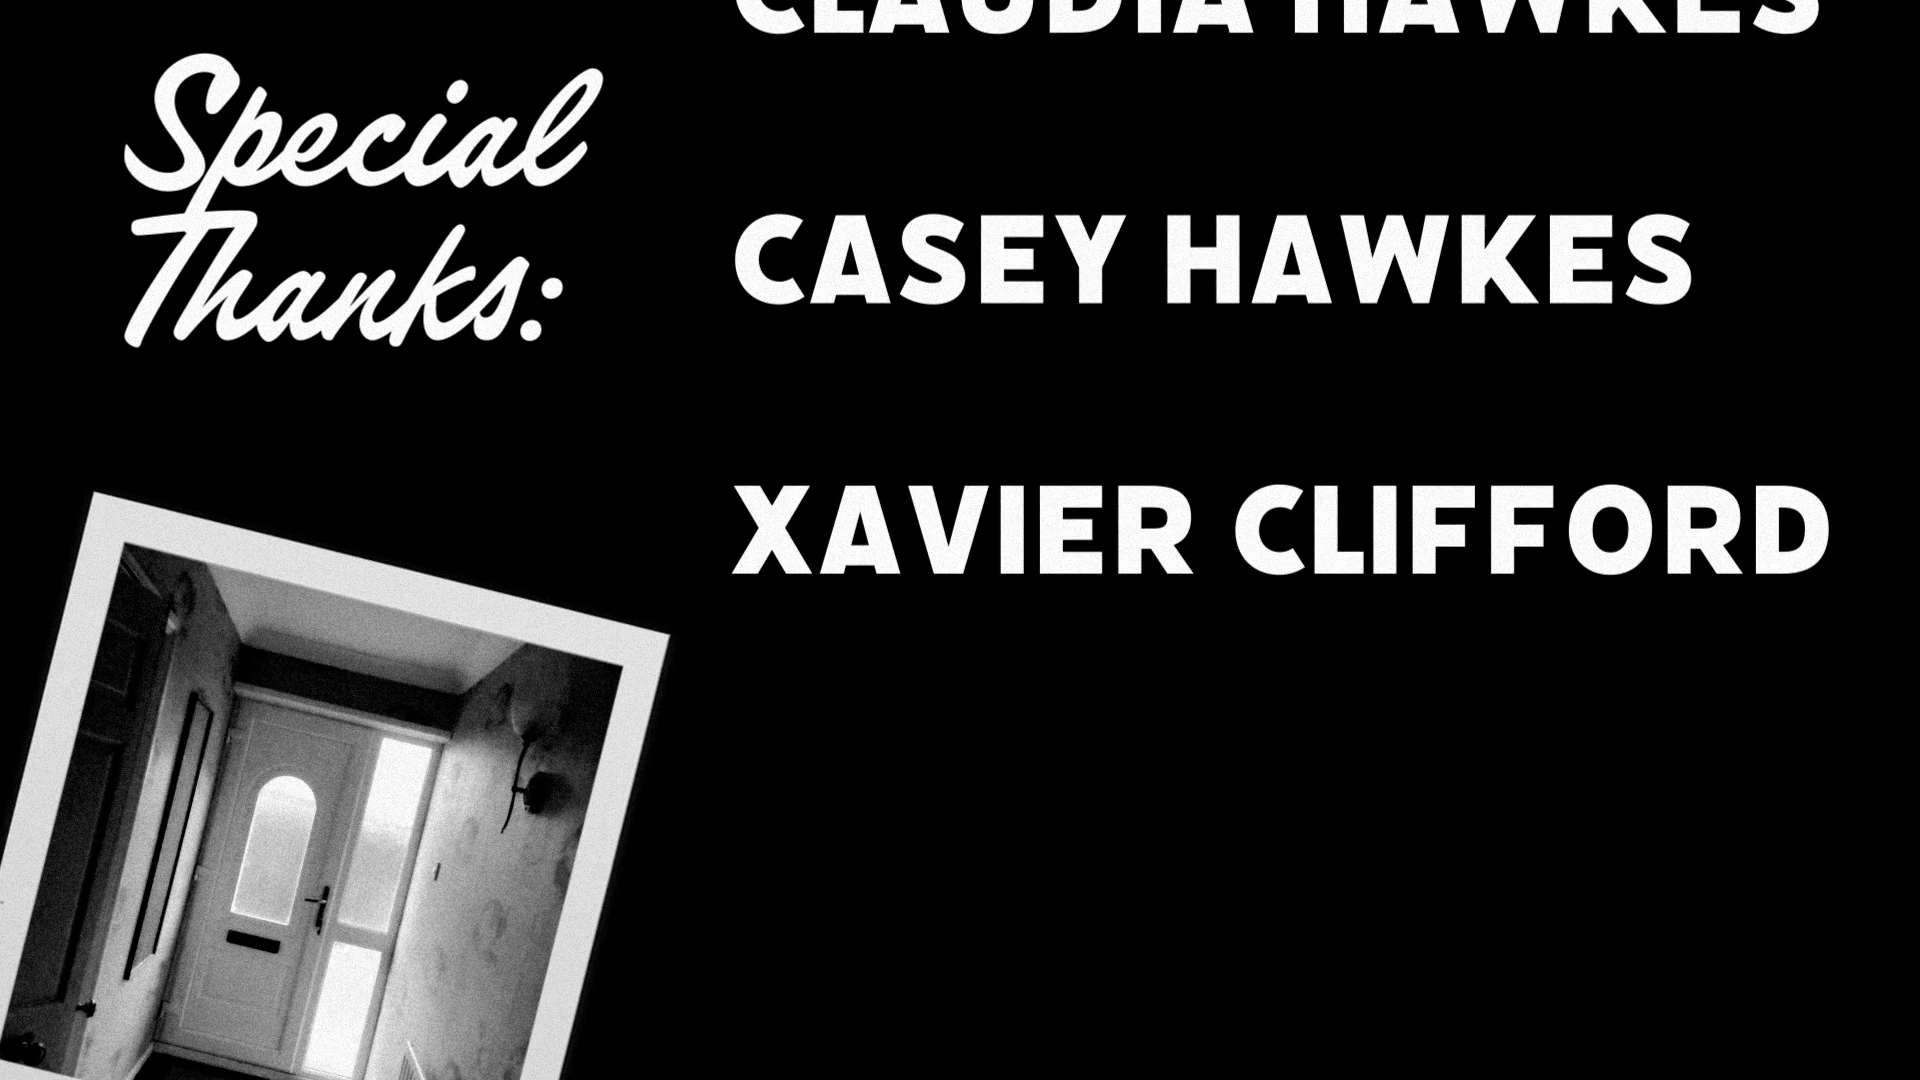 Special
Thanks:
CLAUDIA HAWKES
CASEY HAWKES
XAVIER CLIFFORD